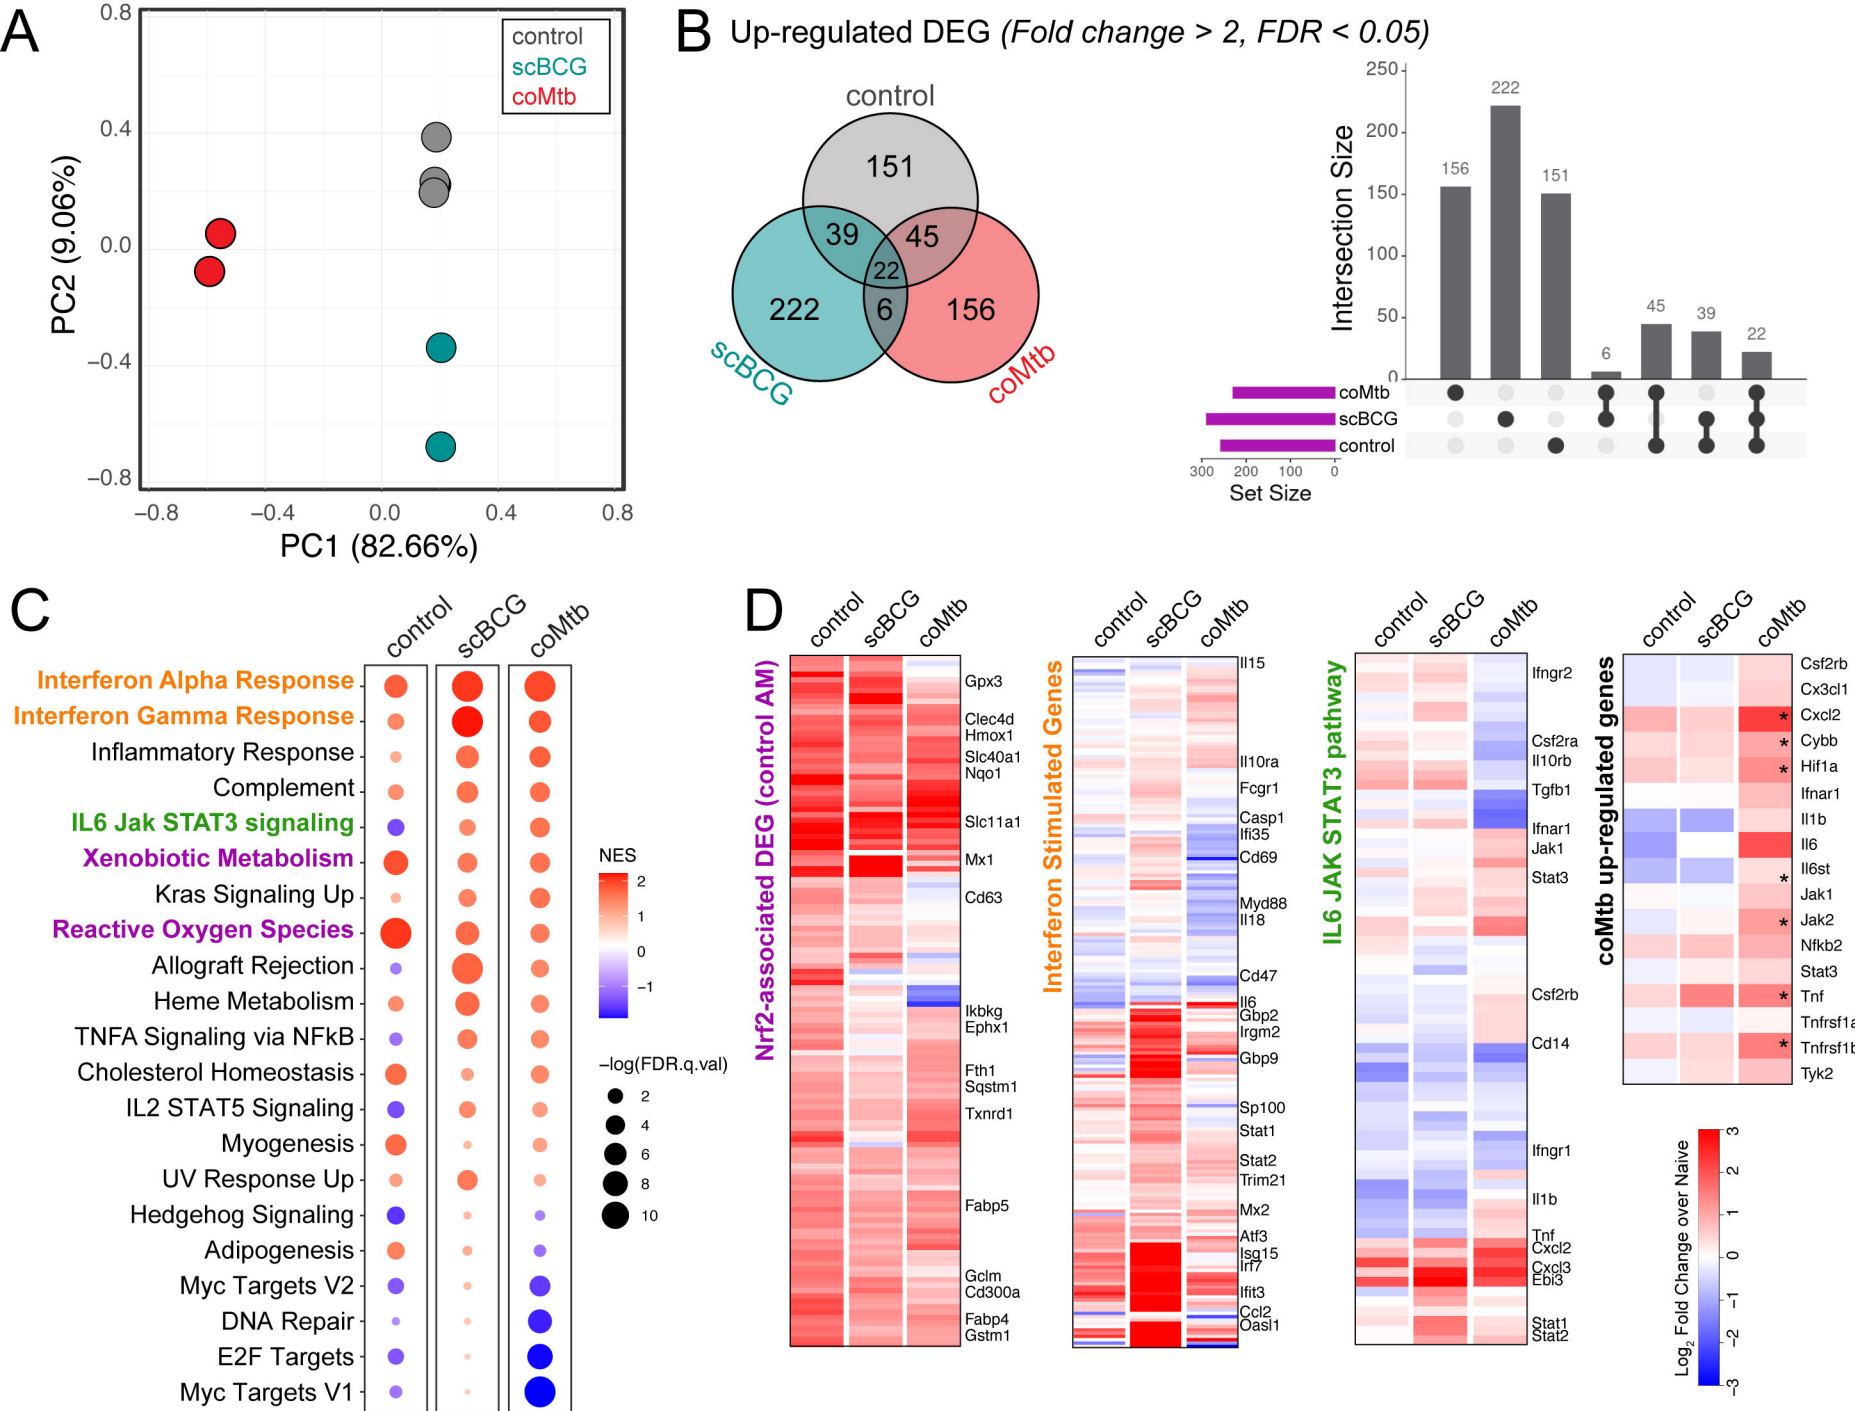 A
control
scBCG
coMtb
0.8
0.4
0.0
−0.4
−0.8
PC2 (9.06%)
−0.8
−0.4
0.0
0.4
0.8
PC1 (82.66%)
B
Up-regulated DEG (Fold change > 2, FDR < 0.05)
control
151
39
45
22
222
6
156
scBCG
coMtb
Intersection Size
250
200
150
100
50
0
156
222
151
6
45
39
22
coMtb
scBCG
control
300
200
100
0
Set Size
C
control
scBCG
coMtb
Interferon Alpha Response
Interferon Gamma Response
Inflammatory Response
Complement
IL6 Jak STAT3 signaling
Xenobiotic Metabolism
Kras Signaling Up
Reactive Oxygen Species
Allograft Rejection
Heme Metabolism
TNFA Signaling via NFkB
Cholesterol Homeostasis
IL2 STAT5 Signaling
Myogenesis
UV Response Up
Hedgehog Signaling
Adipogenesis
Myc Targets V2
DNA Repair
E2F Targets
Myc Targets V1
NES
2
1
0
−1
−log(FDR.q.val)
2
4
6
8
10
D
Nrf2-associated DEG (control AM)
control
scBCG
coMtb
Gpx3
Clec4d
Hmox1
Slc40a1
Nqo1
Slc11a1
Mx1
Cd63
Ikbkg
Ephx1
Fth1
Sqstm1
Txnrd1
Fabp5
Gclm
Cd300a
Fabp4
Gstm1
Interferon Stimulated Genes
control
scBCG
coMtb
Il15
Il10ra
Fcgr1
Casp1
Ifi35
Cd69
Myd88
Il18
Cd47
Il6
Gbp2
Irgm2
Gbp9
Sp100
Stat1
Stat2
Trim21
Mx2
Atf3
Isg15
Irf7
Ifit3
Ccl2
Oasl1
IL6 JAK STAT3 pathway
control
scBCG
coMtb
Ifngr2
Csf2ra
Il10rb
Tgfb1
Ifnar1
Jak1
Stat3
Csf2rb
Cd14
Ifngr1
Il1b
Tnf
Cxcl2
Cxcl3
Ebi3
Stat1
Stat2
coMtb up-regulated genes
control
scBCG
coMtb
Csf2rb
Cx3cl1
* Cxcl2
* Cybb
* Hif1a
Ifnar1
Il1b
Il6
* Il6st
Jak1
* Jak2
Nfkb2
Stat3
* Tnf
Tnfrsf1a
* Tnfrsf1b
Tyk2
Log2 Fold Change over Naive
3
2
1
0
−1
−2
−3